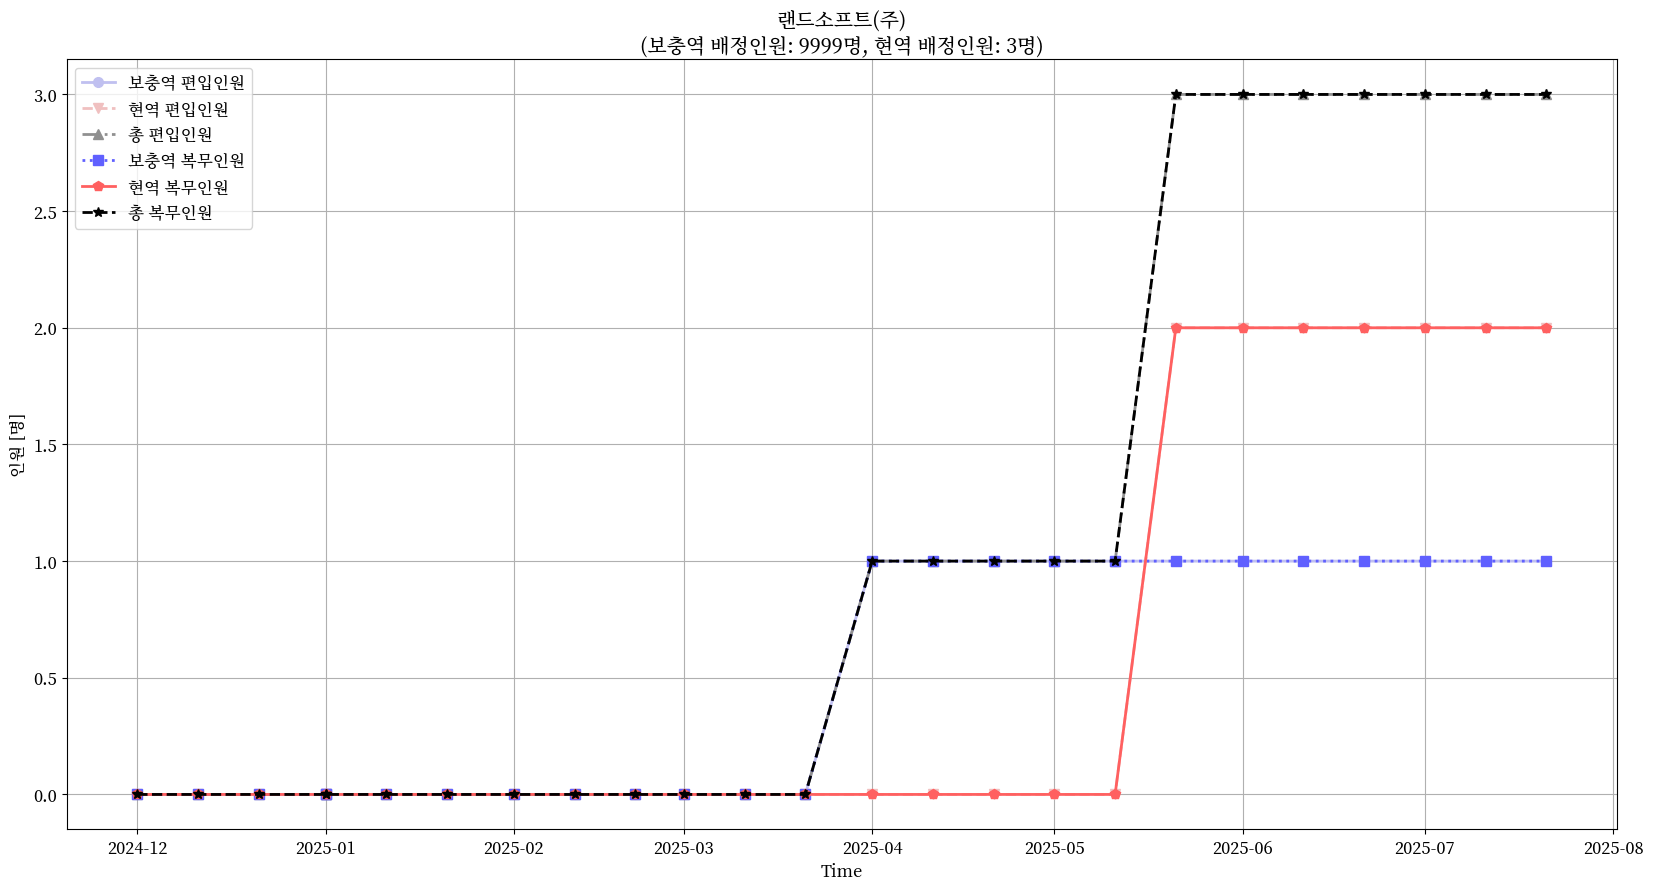 랜드소프트(주)
(보충역 배정인원: 9999명, 현역 배정인원: 3명)
보충역 편입인원
현역 편입인원
총 편입인원
보충역 복무인원
현역 복무인원
총 복무인원
3.0
2.5
2.0
1.5
1.0
0.5
0.0
인원 [명]
2024-12 2025-01 2025-02 2025-03 2025-04 2025-05 2025-06 2025-07 2025-08
Time